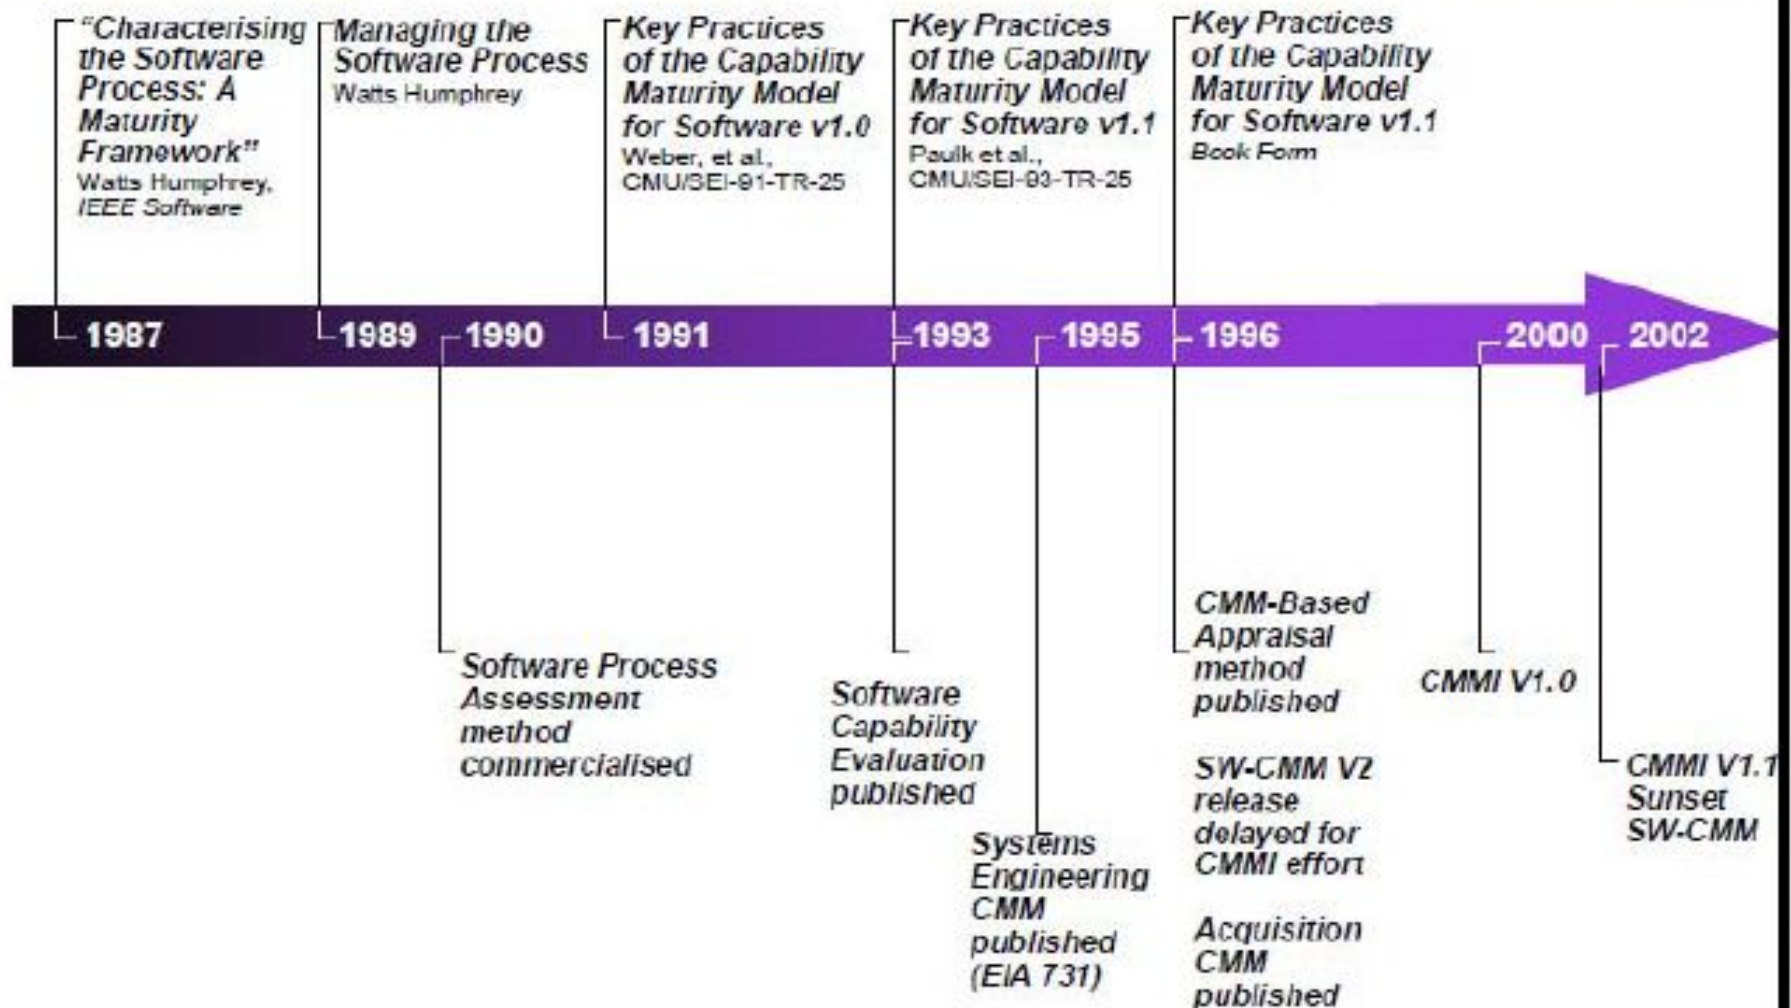 “Characterising
the Software
Process: A
Maturity
Framework”
Watts Humphrey,
IEEE Software
Managing the
Software Process
Watts Humphrey
Key Practices
of the Capability
Maturity Model
for Software v1.0
Weber, et al.,
CMU/SEI-91-TR-25
Key Practices
of the Capability
Maturity Model
for Software v1.1
Paulk et al.,
CMU/SEI-93-TR-25
Key Practices
of the Capability
Maturity Model
for Software v1.1
Book Form
1987
1989
1990
1991
1993
1995
1996
2000
2002
Software Process
Assessment
method
commercialised
Software
Capability
Evaluation
published
Systems
Engineering
CMM
published
(EIA 731)
CMM-Based
Appraisal
method
published
SW-CMM V2
release
delayed for
CMMI effort
Acquisition
CMM
published
CMMI V1.0
CMMI V1.1
Sunset
SW-CMM